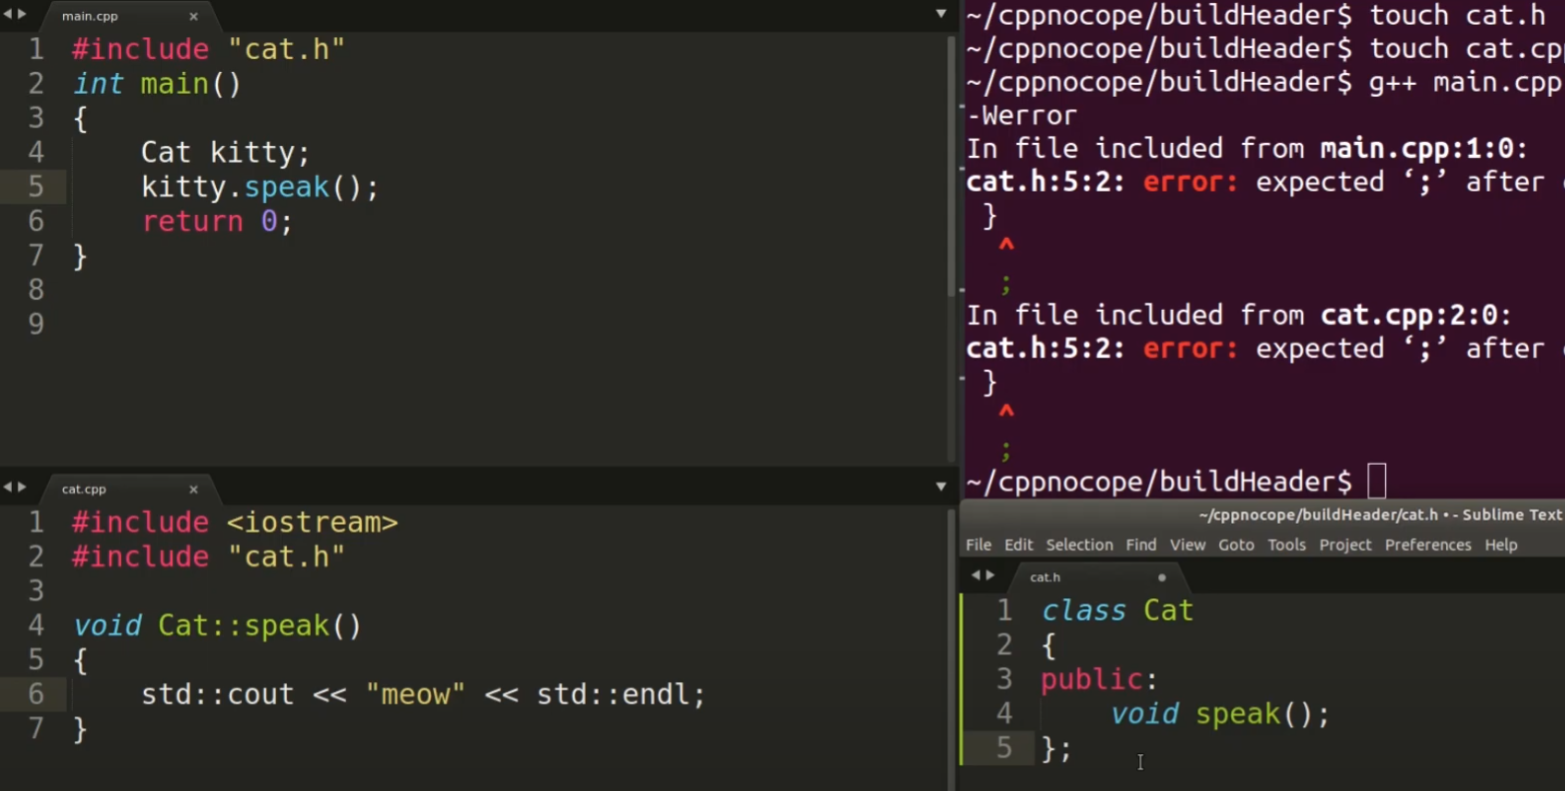 main.cpp ×
1 #include "cat.h"
2 int main()
3 {
4 Cat kitty;
5 kitty.speak();
6 return 0;
7 }
8
9
cat.cpp ×
1 #include <iostream>
2 #include "cat.h"
3
4 void Cat::speak()
5 {
6 std::cout << "meow" << std::endl;
7 }
~/cppnocope/buildHeader$ touch cat.h
~/cppnocope/buildHeader$ touch cat.cp
~/cppnocope/buildHeader$ g++ main.cpp
-Werror
In file included from main.cpp:1:0:
cat.h:5:2: error: expected ‘;’ after
}
^
;
In file included from cat.cpp:2:0:
cat.h:5:2: error: expected ‘;’ after
}
^
;
~/cppnocope/buildHeader$
~/cppnocope/buildHeader/cat.h • - Sublime Text
File Edit Selection Find View Goto Tools Project Preferences Help
cat.h
1 class Cat
2 {
3 public:
4 void speak();
5 };